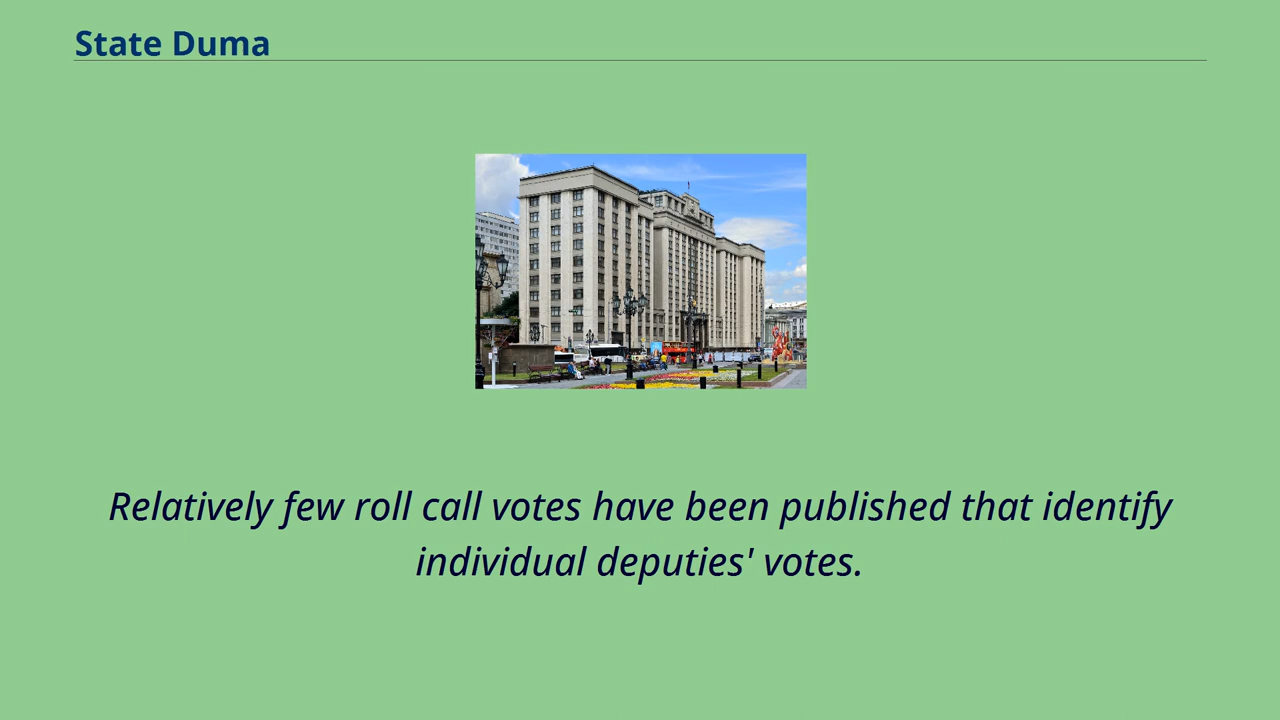 State Duma
Relatively few roll call votes have been published that identify
individual deputies' votes.